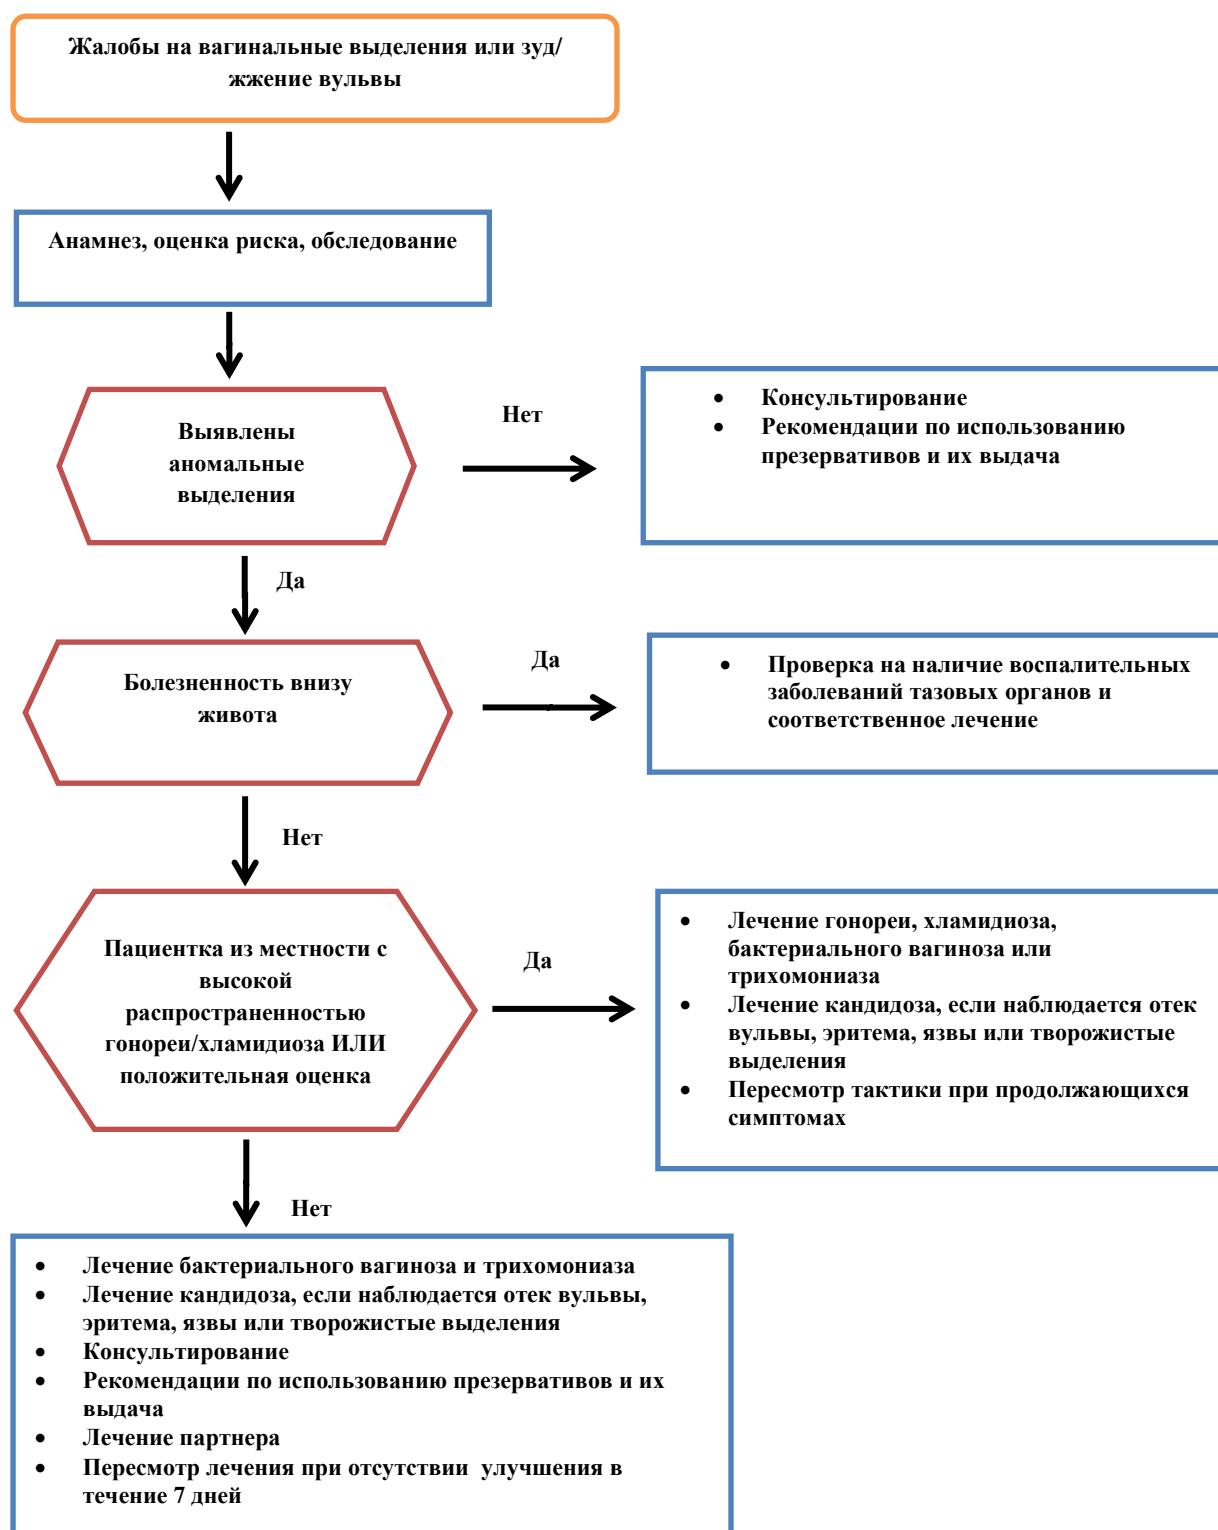 Жалобы на вагинальные выделения или зуд/
жжение вульвы
Анамнез, оценка риска, обследование
Выявлены
аномальные
выделения
Нет
• Консультирование
• Рекомендации по использованию
презервативов и их выдача
Да
Болезненность внизу
живота
Да
• Проверка на наличие воспалительных
заболеваний тазовых органов и
соответственное лечение
Нет
Пациентка из местности с
высокой
распространенностью
гонореи/хламидиоза ИЛИ
положительная оценка
Да
• Лечение гонореи, хламидиоза,
бактериального вагиноза или
трихомониаза
• Лечение кандидоза, если наблюдается отек
вульвы, эритема, язвы или творожистые
выделения
• Пересмотр тактики при продолжающихся
симптомах
Нет
• Лечение бактериального вагиноза и трихомониаза
• Лечение кандидоза, если наблюдается отек вульвы,
эритема, язвы или творожистые выделения
• Консультирование
• Рекомендации по использованию презервативов и их
выдача
• Лечение партнера
• Пересмотр лечения при отсутствии улучшения в
течение 7 дней